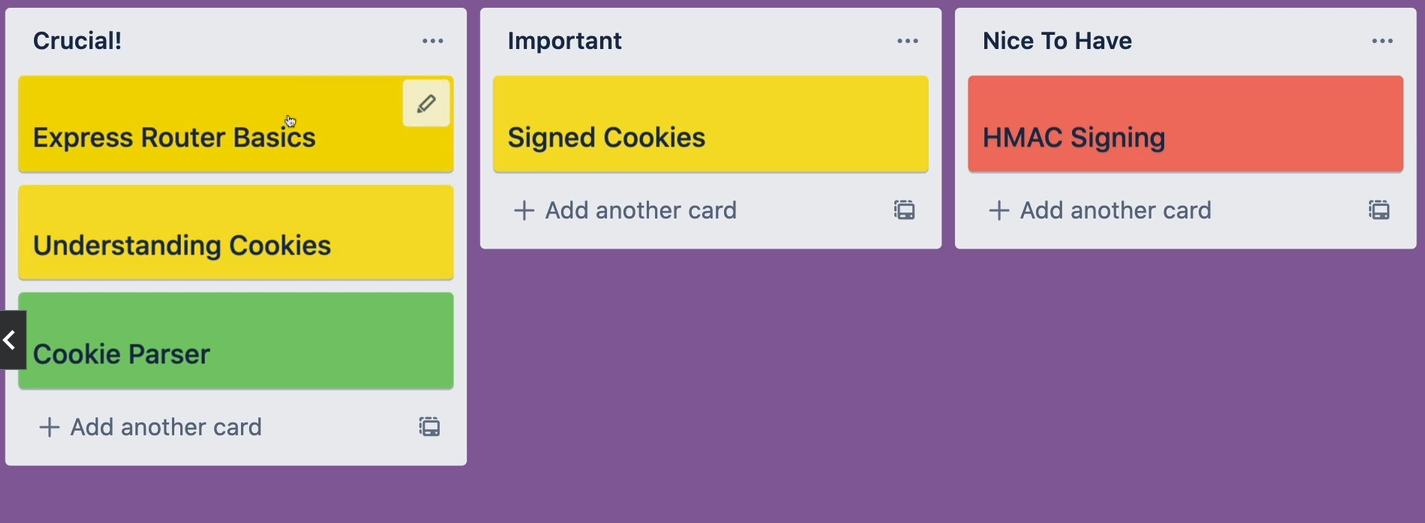 Crucial!
Express Router Basics
Understanding Cookies
Cookie Parser
Add another card
Important
Signed Cookies
Add another card
Nice To Have
HMAC Signing
Add another card